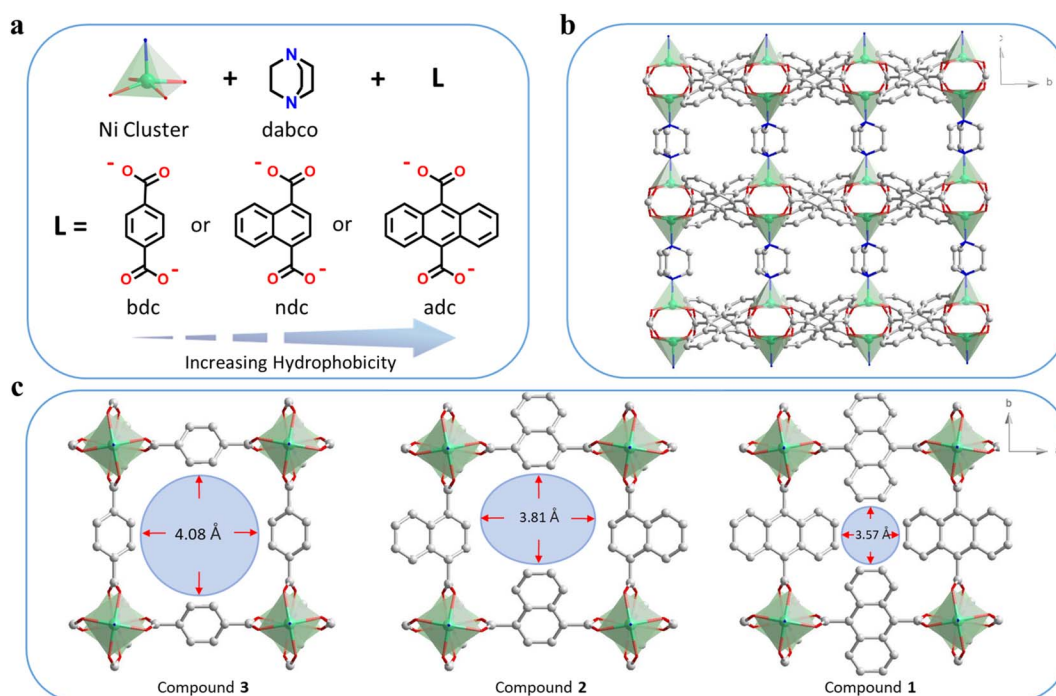 a
N
N
+
+
L
Ni Cluster
dabco
-
O
O
-
O
O
-
O
O
L =
or
or
O
O
-
O
O
-
O
O
-
bdc
ndc
adc
Increasing Hydrophobicity
b
b
c
b
4.08 Å
3.81 Å
3.57 Å
Compound 3
Compound 2
Compound 1